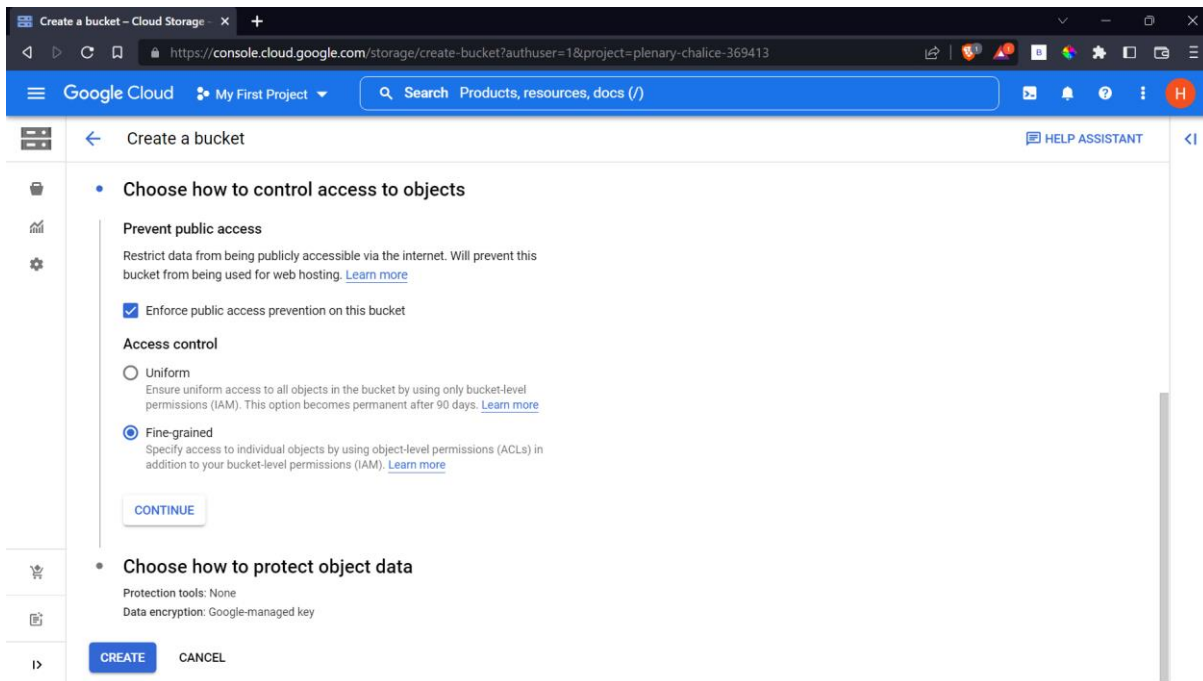 Create a bucket – Cloud Storage –
https://console.cloud.google.com/storage/create-bucket?authuser=1&project=plenary-chalice-369413
Google Cloud My First Project Search Products, resources, docs (/) H
Create a bucket HELP ASSISTANT
Choose how to control access to objects
Prevent public access
Restrict data from being publicly accessible via the internet. Will prevent this
bucket from being used for web hosting. Learn more
Enforce public access prevention on this bucket
Access control
Uniform
Ensure uniform access to all objects in the bucket by using only bucket-level
permissions (IAM). This option becomes permanent after 90 days. Learn more
Fine-grained
Specify access to individual objects by using object-level permissions (ACLs) in
addition to your bucket-level permissions (IAM). Learn more
CONTINUE
Choose how to protect object data
Protection tools: None
Data encryption: Google-managed key
CREATE CANCEL